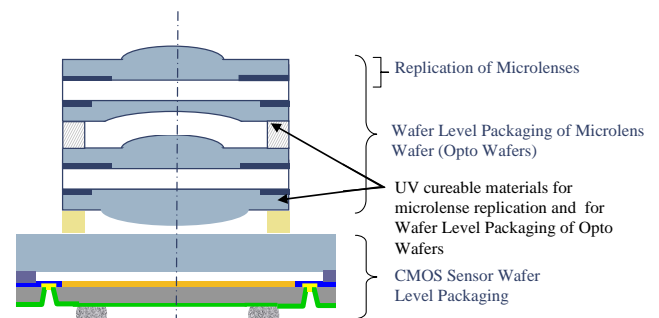 Replication of Microlenses
Wafer Level Packaging of Microlens
Wafer (Opto Wafers)
UV cureable materials for
microlense replication and for
Wafer Level Packaging of Opto
Wafers
CMOS Sensor Wafer
Level Packaging